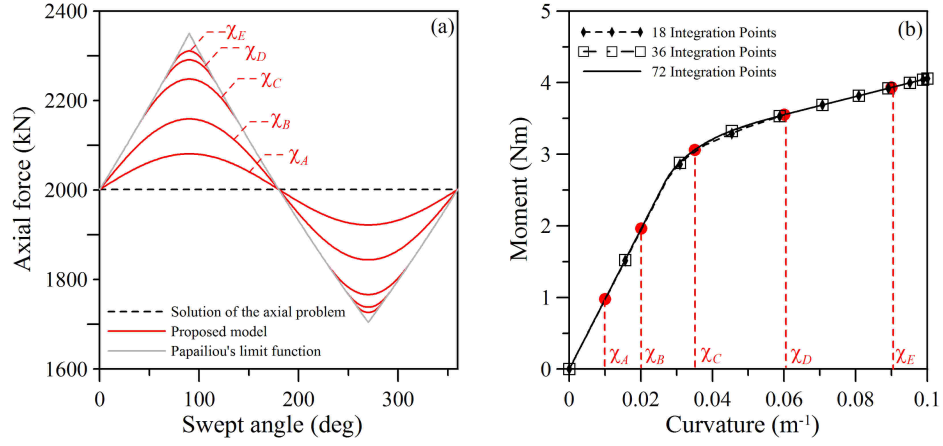 (a)
2400
2200
2000
1800
1600
Axial force (kN)
χE
χD
χC
χB
χA
Solution of the axial problem
Proposed model
Papailiou's limit function
0
100
200
300
Swept angle (deg)
(b)
5
4
3
2
1
0
Moment (Nm)
18 Integration Points
36 Integration Points
72 Integration Points
χA
χB
χC
χD
χE
0
0.02
0.04
0.06
0.08
0.1
Curvature (m-1)